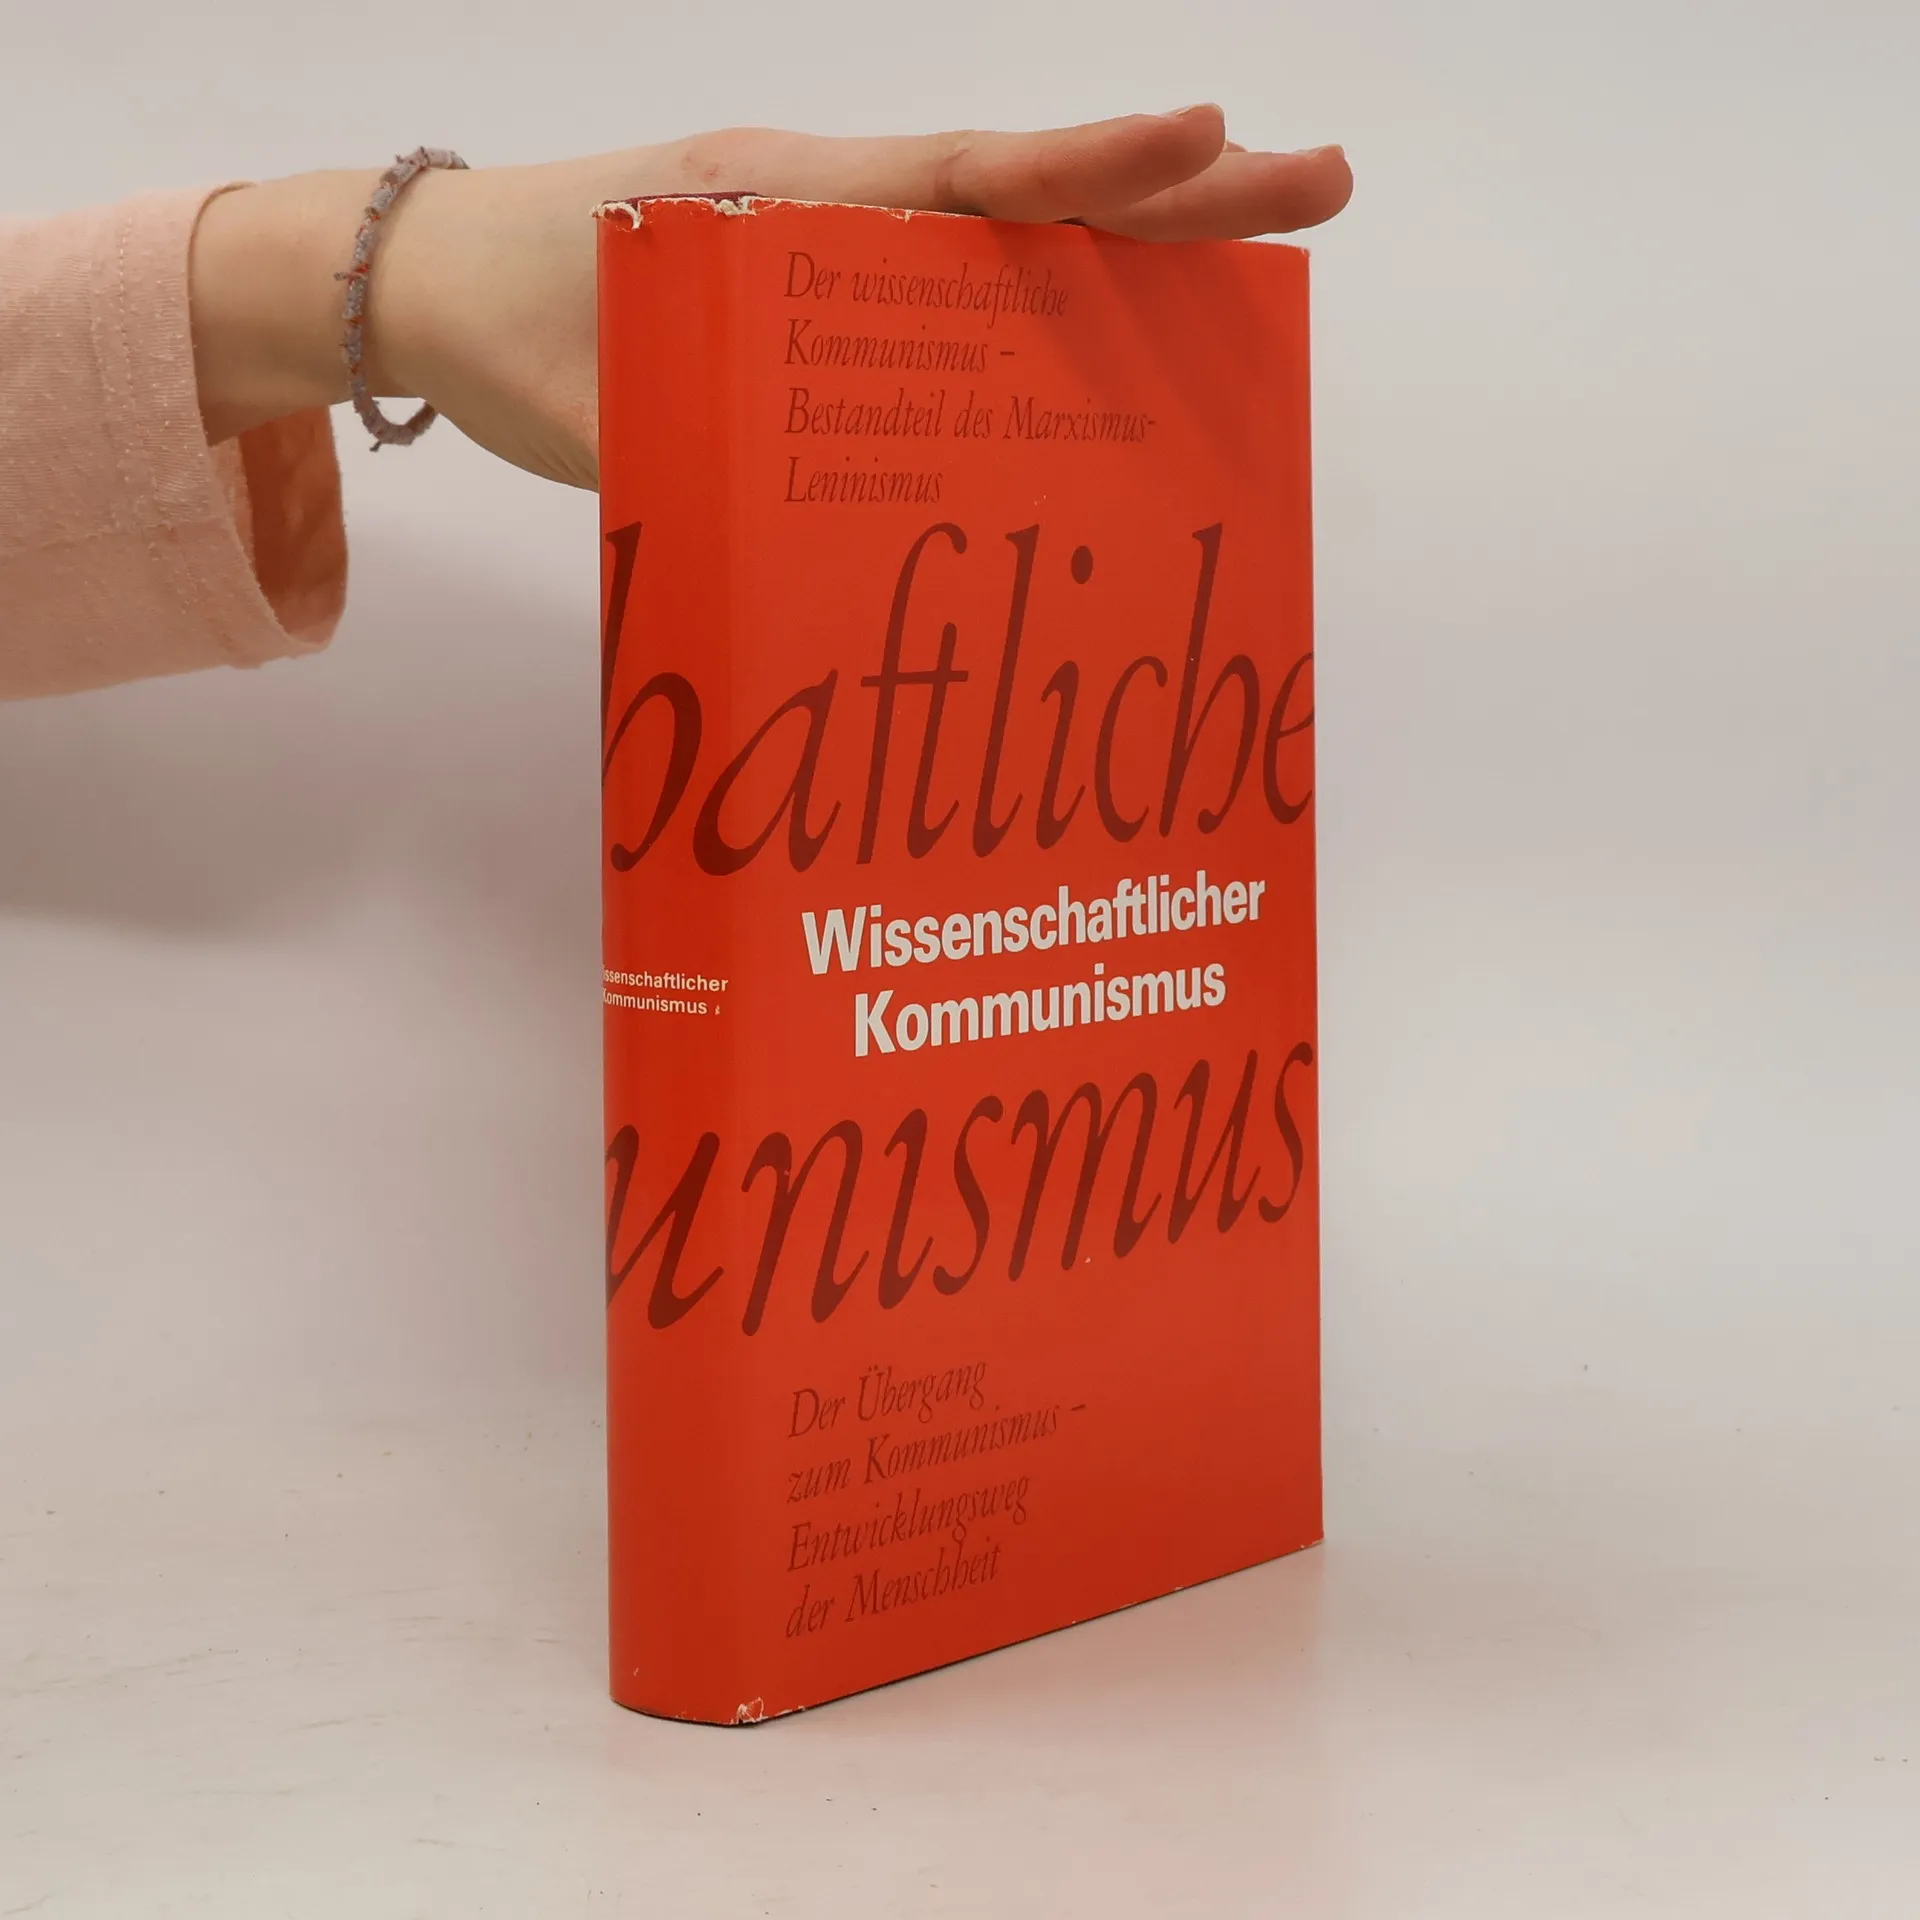 Der wissenschaftliche
Kommunismus –
Bestandteil des Marxismus-
Leninismus
haftliche
Wissenschaftlicher
Kommunismus
issenschaftlicher
Kommunismus
unismus
Der Übergang
zum Kommunismus –
Entwicklungsweg
der Menschheit